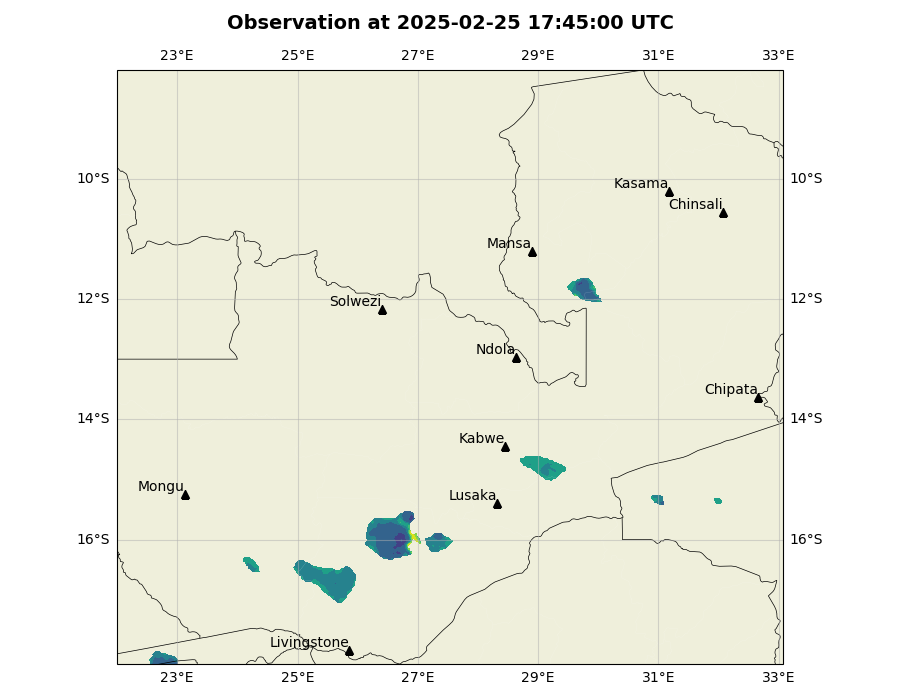 Observation at 2025-02-25 17:45:00 UTC
23°E 25°E 27°E 29°E 31°E 33°E
10°S 10°S
Kasama
Chinsali
Mansa
12°S 12°S
Solwezi
Ndola
Chipata
14°S 14°S
Kabwe
Mongu
Lusaka
16°S 16°S
Livingstone
23°E 25°E 27°E 29°E 31°E 33°E